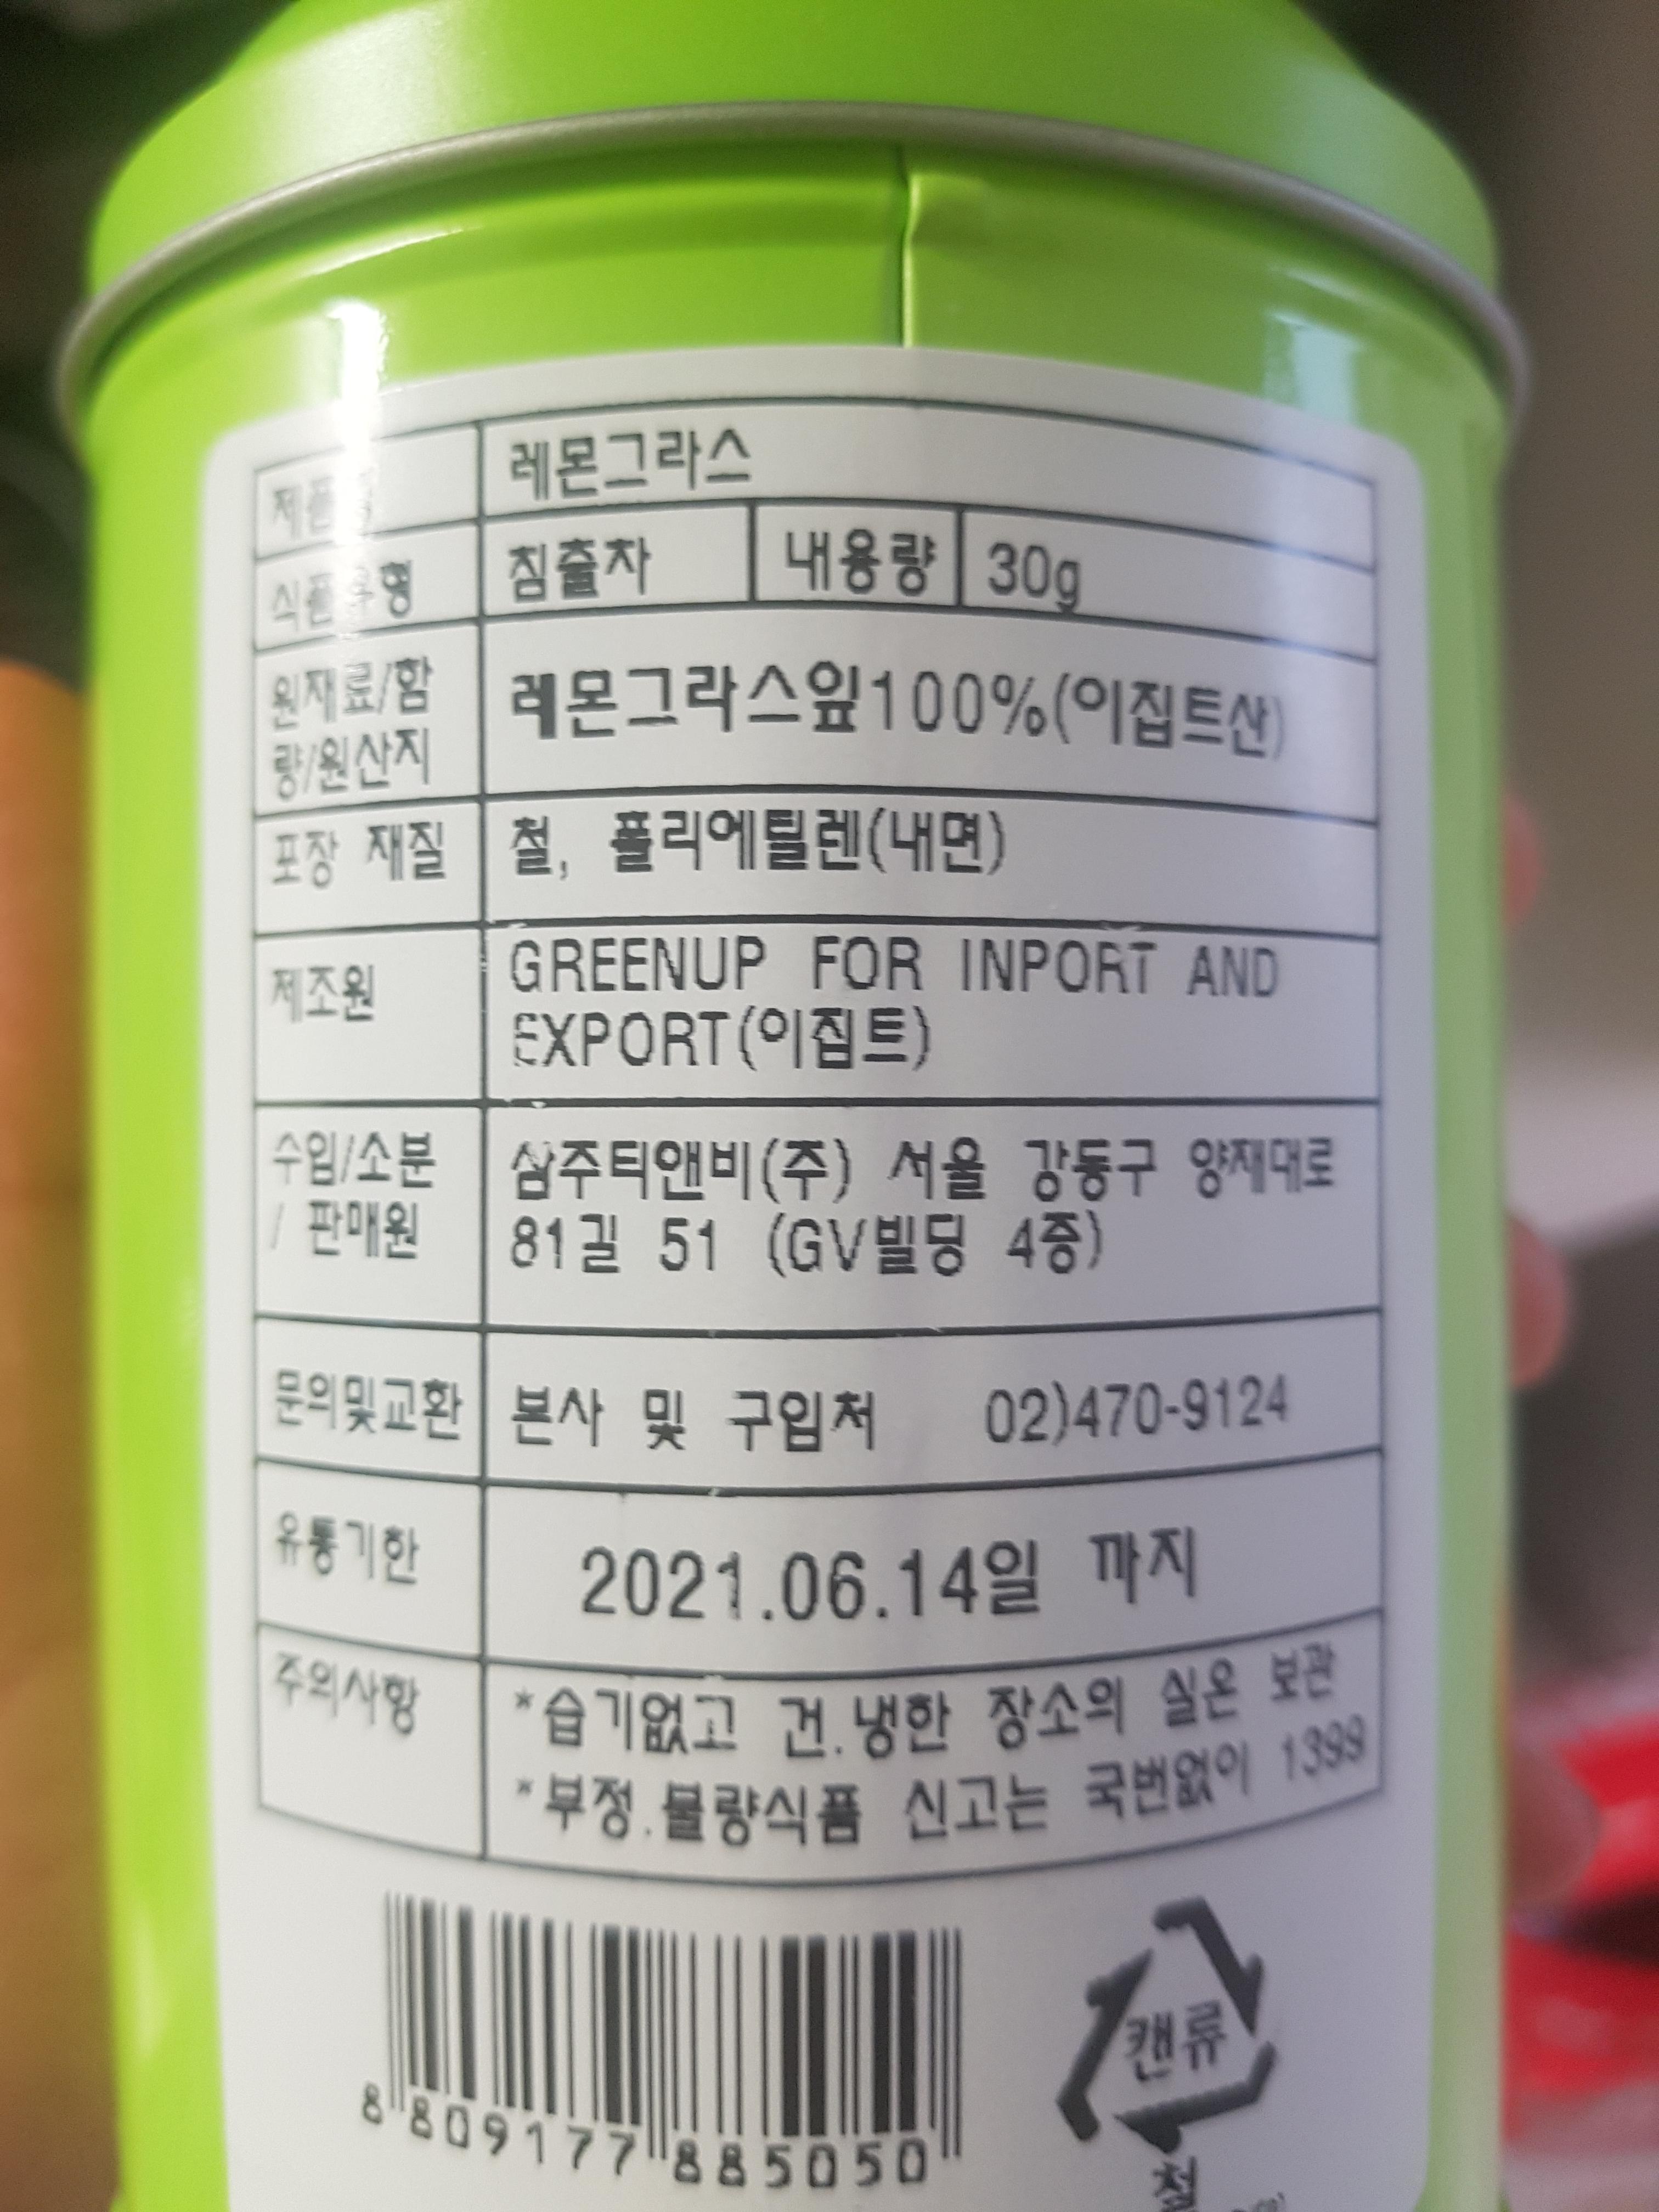 제품명 레몬그라스
식품유형 침출차 내용량 30g
원재료/함
량/원산지
레몬그라스잎100%(이집트산)
포장 재질 철, 폴리에틸렌(내면)
제조원
GREENUP FOR INPORT AND
EXPORT(이집트)
수입/소분
/ 판매원
삼주티앤비(주) 서울 강동구 양재대로
81길 51 (GV빌딩 4층)
문의및교환 본사 및 구입처 02)470-9124
유통기한 2021.06.14일 까지
주의사항
*습기없고 건.냉한 장소의 실온 보관
*부정.불량식품 신고는 국번없이 1399
8 809177 885050
캔류
철